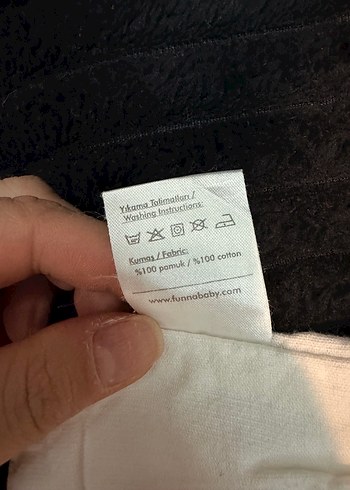 Yıkama Talimatları /
Washing Instructions:
Kumaş / Fabric:
%100 pamuk / %100 cotton
www.funnababy.com